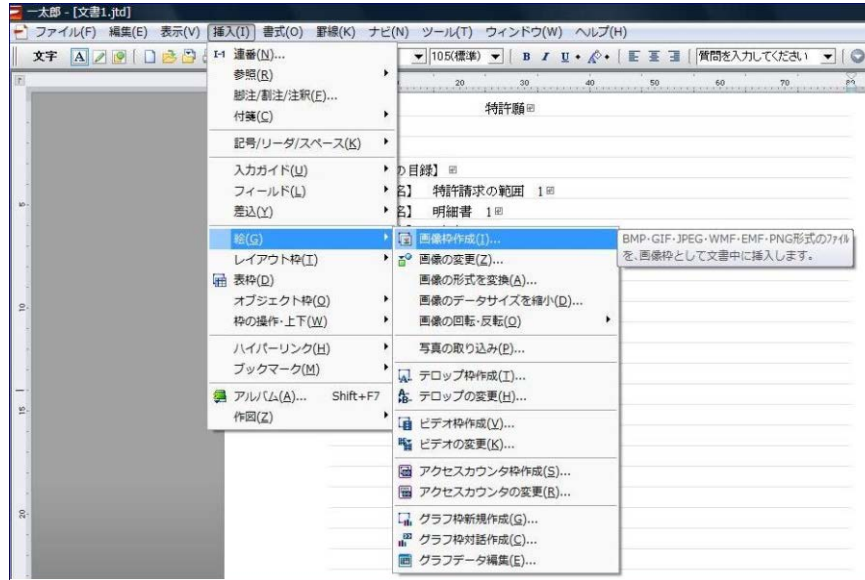 一太郎 - [文書1.jtd]
ファイル(F) 編集(E) 表示(V) 挿入(I) 書式(O) 罫線(K) ナビ(N) ツール(T) ウィンドウ(W) ヘルプ(H)
文字 10.5(標準) B I U 質問を入力してください
20 30 40 50 60 70
特許願
の目録】
名】 特許請求の範囲 1
名】 明細書 1
連番(N)...
参照(R)
脚注/割注/注釈(F)...
付箋(C)
記号/リーダ/スペース(K)
入力ガイド(U)
フィールド(L)
差込(Y)
絵(G)
レイアウト枠(T)
表枠(D)
オブジェクト枠(O)
枠の操作・上下(W)
ハイパーリンク(H)
ブックマーク(M)
アルバム(A)... Shift+F7
作図(Z)
画像枠作成(I)...
画像の変更(Z)...
画像の形式を変換(A)...
画像のデータサイズを縮小(D)...
画像の回転・反転(O)
写真の取り込み(P)...
テロップ枠作成(T)...
テロップの変更(H)...
ビデオ枠作成(V)...
ビデオの変更(K)...
アクセスカウンタ枠作成(S)...
アクセスカウンタの変更(R)...
グラフ枠新規作成(G)...
グラフ枠対話作成(C)...
グラフデータ編集(E)...
BMP・GIF・JPEG・WMF・EMF・PNG形式のファイル
を、画像枠として文書中に挿入します。